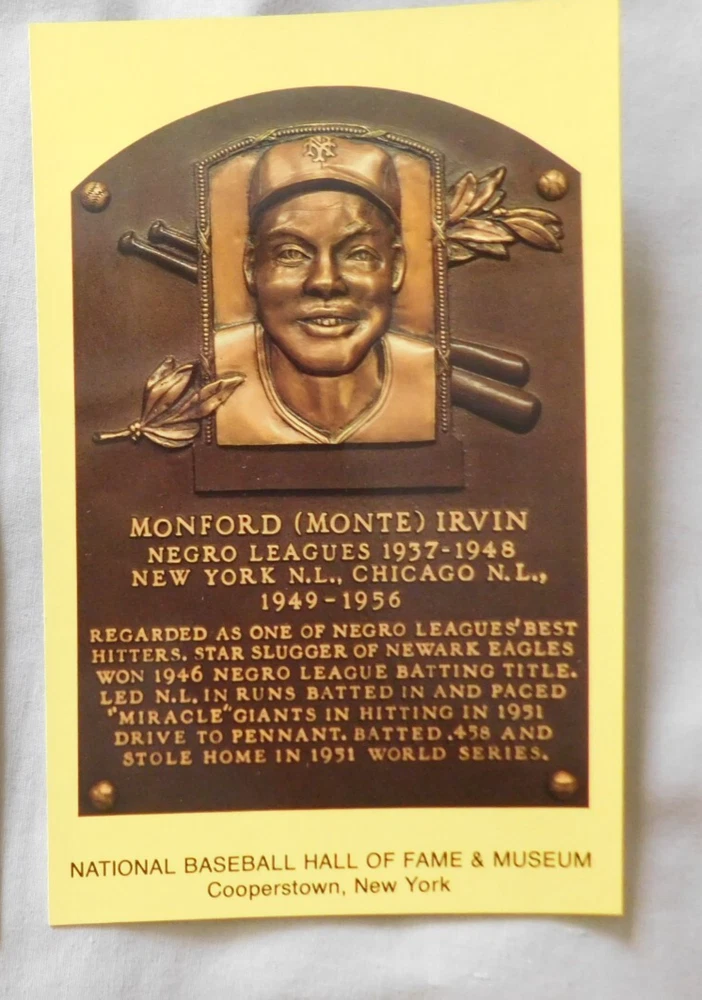 NY
MONFORD (MONTE) IRVIN
NEGRO LEAGUES 1937-1948
NEW YORK N.L., CHICAGO N.L.,
1949-1956
REGARDED AS ONE OF NEGRO LEAGUES' BEST
HITTERS. STAR SLUGGER OF NEWARK EAGLES
WON 1946 NEGRO LEAGUE BATTING TITLE.
LED N.L. IN RUNS BATTED IN AND PACED
"MIRACLE" GIANTS IN HITTING IN 1951
DRIVE TO PENNANT. BATTED .458 AND
STOLE HOME IN 1951 WORLD SERIES.
NATIONAL BASEBALL HALL OF FAME & MUSEUM
Cooperstown, New York